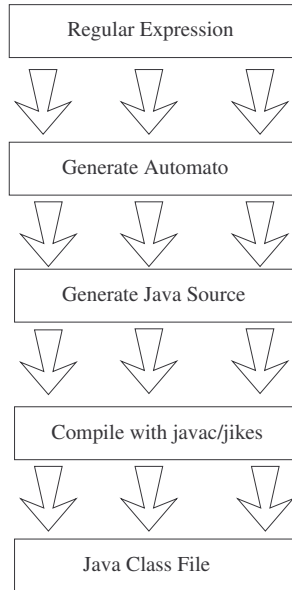 Regular Expression
Generate Automato
Generate Java Source
Compile with javac/jikes
Java Class File